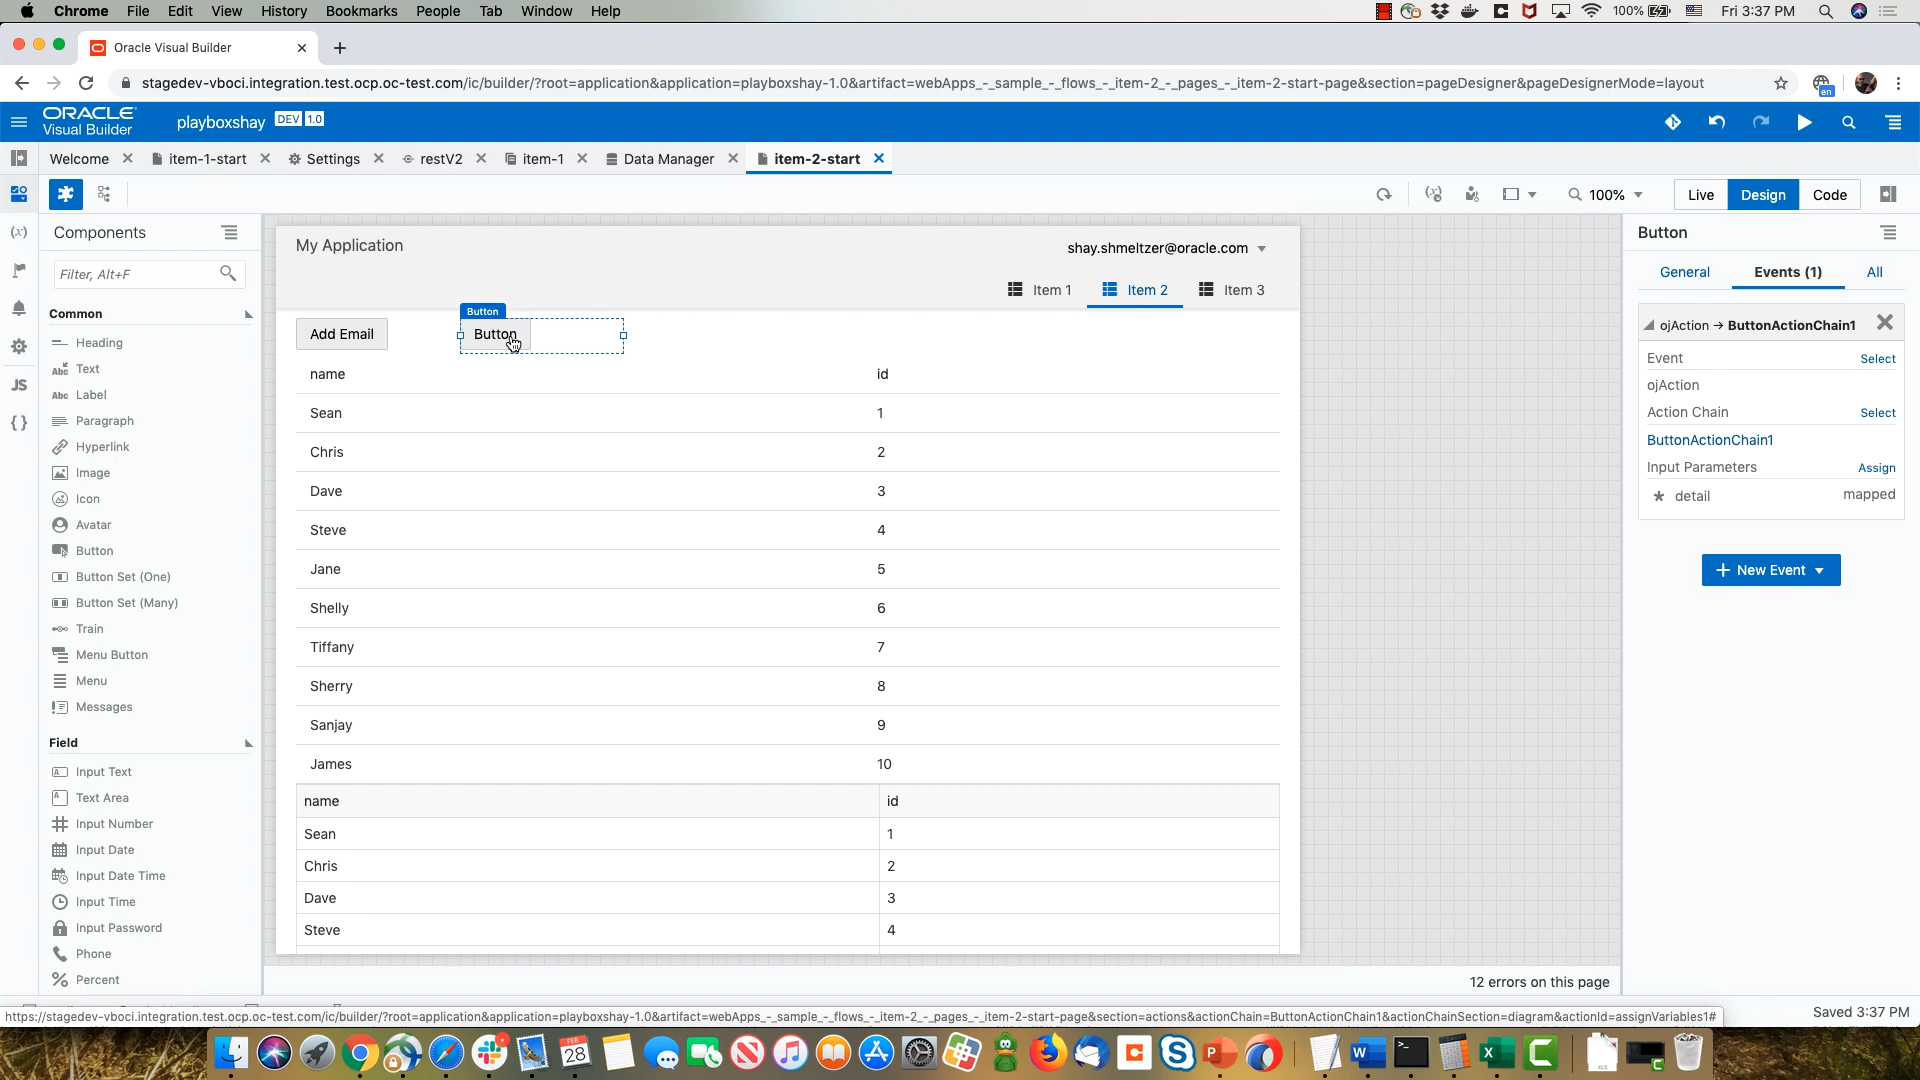 Chrome File Edit View History Bookmarks People Tab Window Help 100% Fri 3:37 PM
Oracle Visual Builder
stagedev-vboci.integration.test.ocp.oc-test.com/ic/builder/?root=application&application=playboxshay-1.0&artifact=webApps_-_sample_-_flows_-_item-2_-_pages_-_item-2-start-page&section=pageDesigner&pageDesignerMode=layout
en
ORACLE
Visual Builder
playboxshay DEV 1.0
Welcome item-1-start Settings restV2 item-1 Data Manager item-2-start
100% Live Design Code
Components
Filter, Alt+F
Common
Heading
Abc Text
Abc Label
Paragraph
Hyperlink
Image
Icon
Avatar
Button
Button Set (One)
Button Set (Many)
Train
Menu Button
Menu
Messages
Field
Input Text
Text Area
Input Number
Input Date
Input Date Time
Input Time
Input Password
Phone
Percent
(x)
JS
{ }
My Application
shay.shmeltzer@oracle.com
Item 1 Item 2 Item 3
Button
Add Email Button
name id
Sean 1
Chris 2
Dave 3
Steve 4
Jane 5
Shelly 6
Tiffany 7
Sherry 8
Sanjay 9
James 10
name id
Sean 1
Chris 2
Dave 3
Steve 4
12 errors on this page
Button
General Events (1) All
ojAction → ButtonActionChain1
Event Select
ojAction
Action Chain Select
ButtonActionChain1
Input Parameters Assign
* detail mapped
+ New Event
https://stagedev-vboci.integration.test.ocp.oc-test.com/ic/builder/?root=application&application=playboxshay-1.0&artifact=webApps_-_sample_-_flows_-_item-2_-_pages_-_item-2-start-page&section=actions&actionChain=ButtonActionChain1&actionChainSection=diagram&actionId=assignVariables1#
Saved 3:37 PM
FEB
28